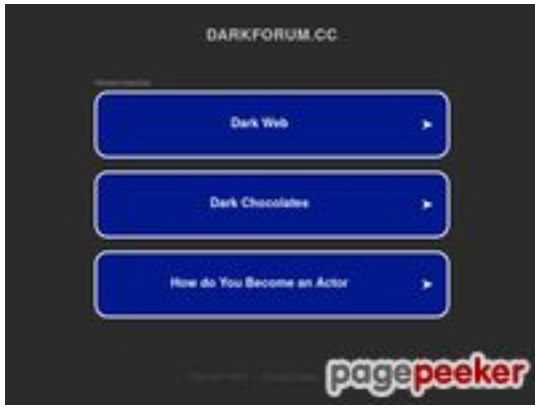 DARKFORUM.CC
Dark Web
Dark Chocolates
How do You Become an Actor
pagepeeker